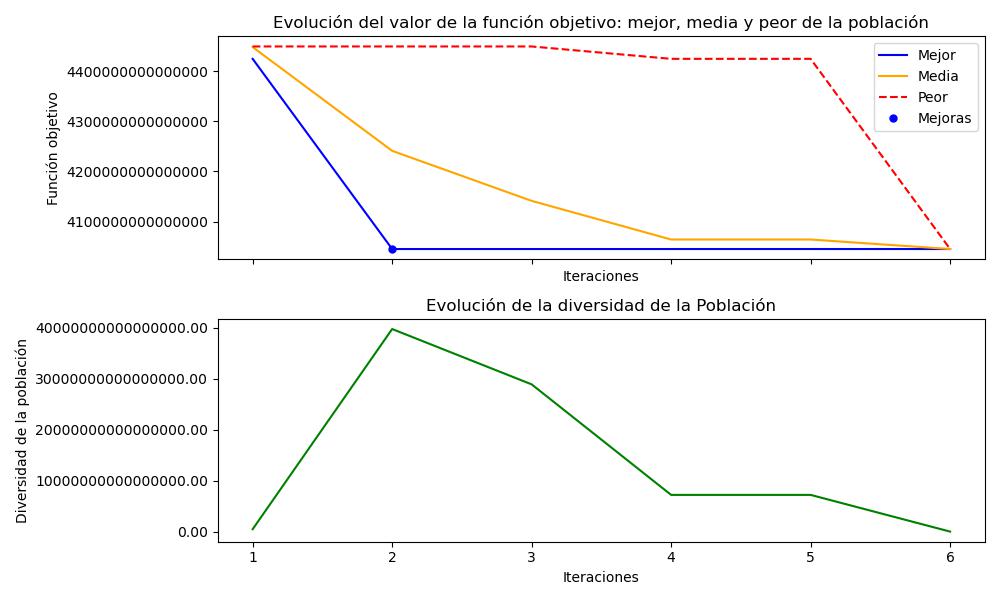 Evolución del valor de la función objetivo: mejor, media y peor de la población
Función objetivo
4400000000000000
4300000000000000
4200000000000000
4100000000000000
Mejor
Media
Peor
Mejoras
Iteraciones
Evolución de la diversidad de la Población
Diversidad de la población
40000000000000000.00
30000000000000000.00
20000000000000000.00
10000000000000000.00
0.00
1 2 3 4 5 6
Iteraciones